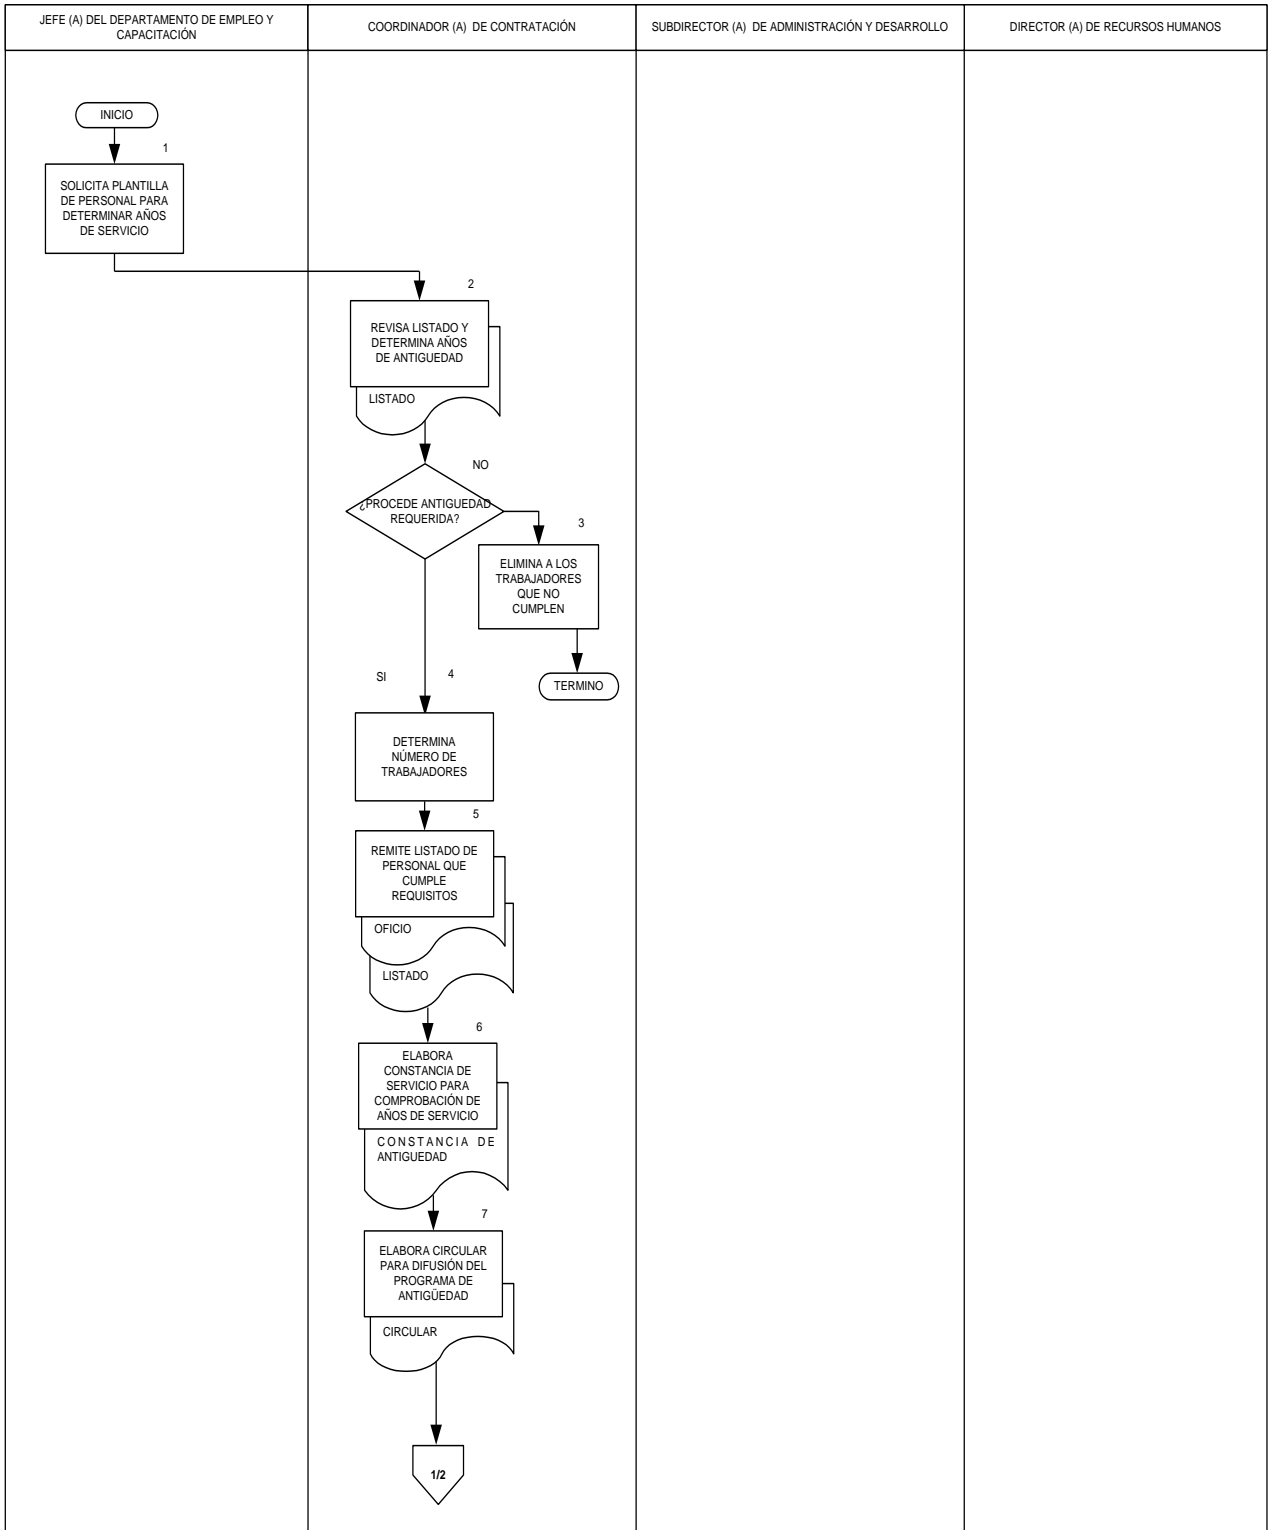 JEFE (A) DEL DEPARTAMENTO DE EMPLEO Y
CAPACITACIÓN
COORDINADOR (A)  DE CONTRATACIÓN
SUBDIRECTOR (A)  DE ADMINISTRACIÓN Y DESARROLLO
DIRECTOR (A) DE RECURSOS HUMANOS
INICIO
1
SOLICITA PLANTILLA
DE PERSONAL PARA
DETERMINAR AÑOS
DE SERVICIO
2
REVISA LISTADO Y
DETERMINA AÑOS
DE ANTIGUEDAD
LISTADO
NO
¿PROCEDE ANTIGUEDAD
REQUERIDA?
3
ELIMINA A LOS
TRABAJADORES
QUE NO
CUMPLEN
TERMINO
SI
4
DETERMINA
NÚMERO DE
TRABAJADORES
5
REMITE LISTADO DE
PERSONAL QUE
CUMPLE
REQUISITOS
OFICIO
LISTADO
6
ELABORA
CONSTANCIA DE
SERVICIO PARA
COMPROBACIÓN DE
AÑOS DE SERVICIO
CONSTANCIA DE
ANTIGUEDAD
7
ELABORA CIRCULAR
PARA DIFUSIÓN DEL
PROGRAMA DE
ANTIGÜEDAD
CIRCULAR
1/2